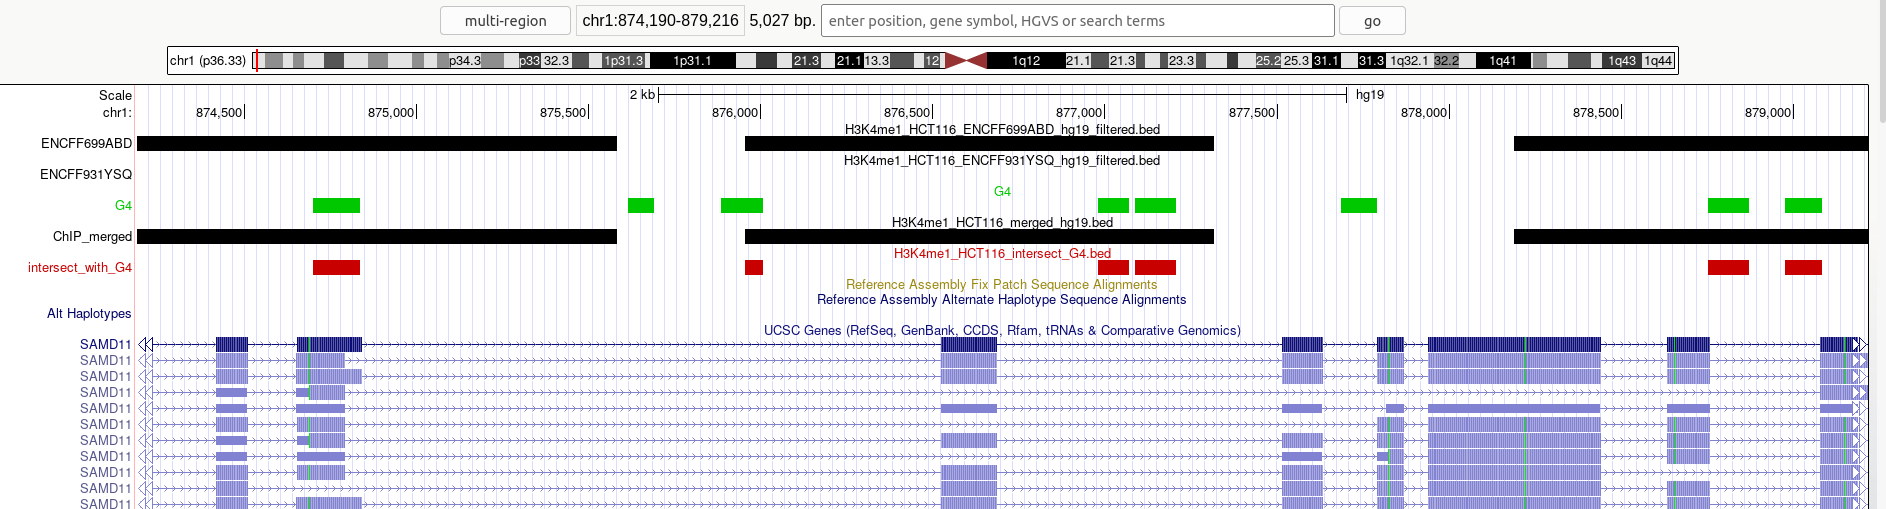 multi-region chr1:874,190-879,216 5,027 bp. enter position, gene symbol, HGVS or search terms go
chr1 (p36.33) p34.3 p33 32.3 1p31.3 1p31.1 21.3 21.1 13.3 12 1q12 21.1 21.3 23.3 25.2 25.3 31.1 31.3 1q32.1 32.2 1q41 1q43 1q44
Scale 2 kb hg19
chr1: 874,500 875,000 875,500 876,000 876,500 877,000 877,500 878,000 878,500 879,000
H3K4me1_HCT116_ENCFF699ABD_hg19_filtered.bed
ENCFF699ABD
H3K4me1_HCT116_ENCFF931YSQ_hg19_filtered.bed
ENCFF931YSQ
G4
G4
H3K4me1_HCT116_merged_hg19.bed
ChIP_merged
H3K4me1_HCT116_intersect_G4.bed
intersect_with_G4
Reference Assembly Fix Patch Sequence Alignments
Reference Assembly Alternate Haplotype Sequence Alignments
Alt Haplotypes
UCSC Genes (RefSeq, GenBank, CCDS, Rfam, tRNAs & Comparative Genomics)
SAMD11
SAMD11
SAMD11
SAMD11
SAMD11
SAMD11
SAMD11
SAMD11
SAMD11
SAMD11
SAMD11